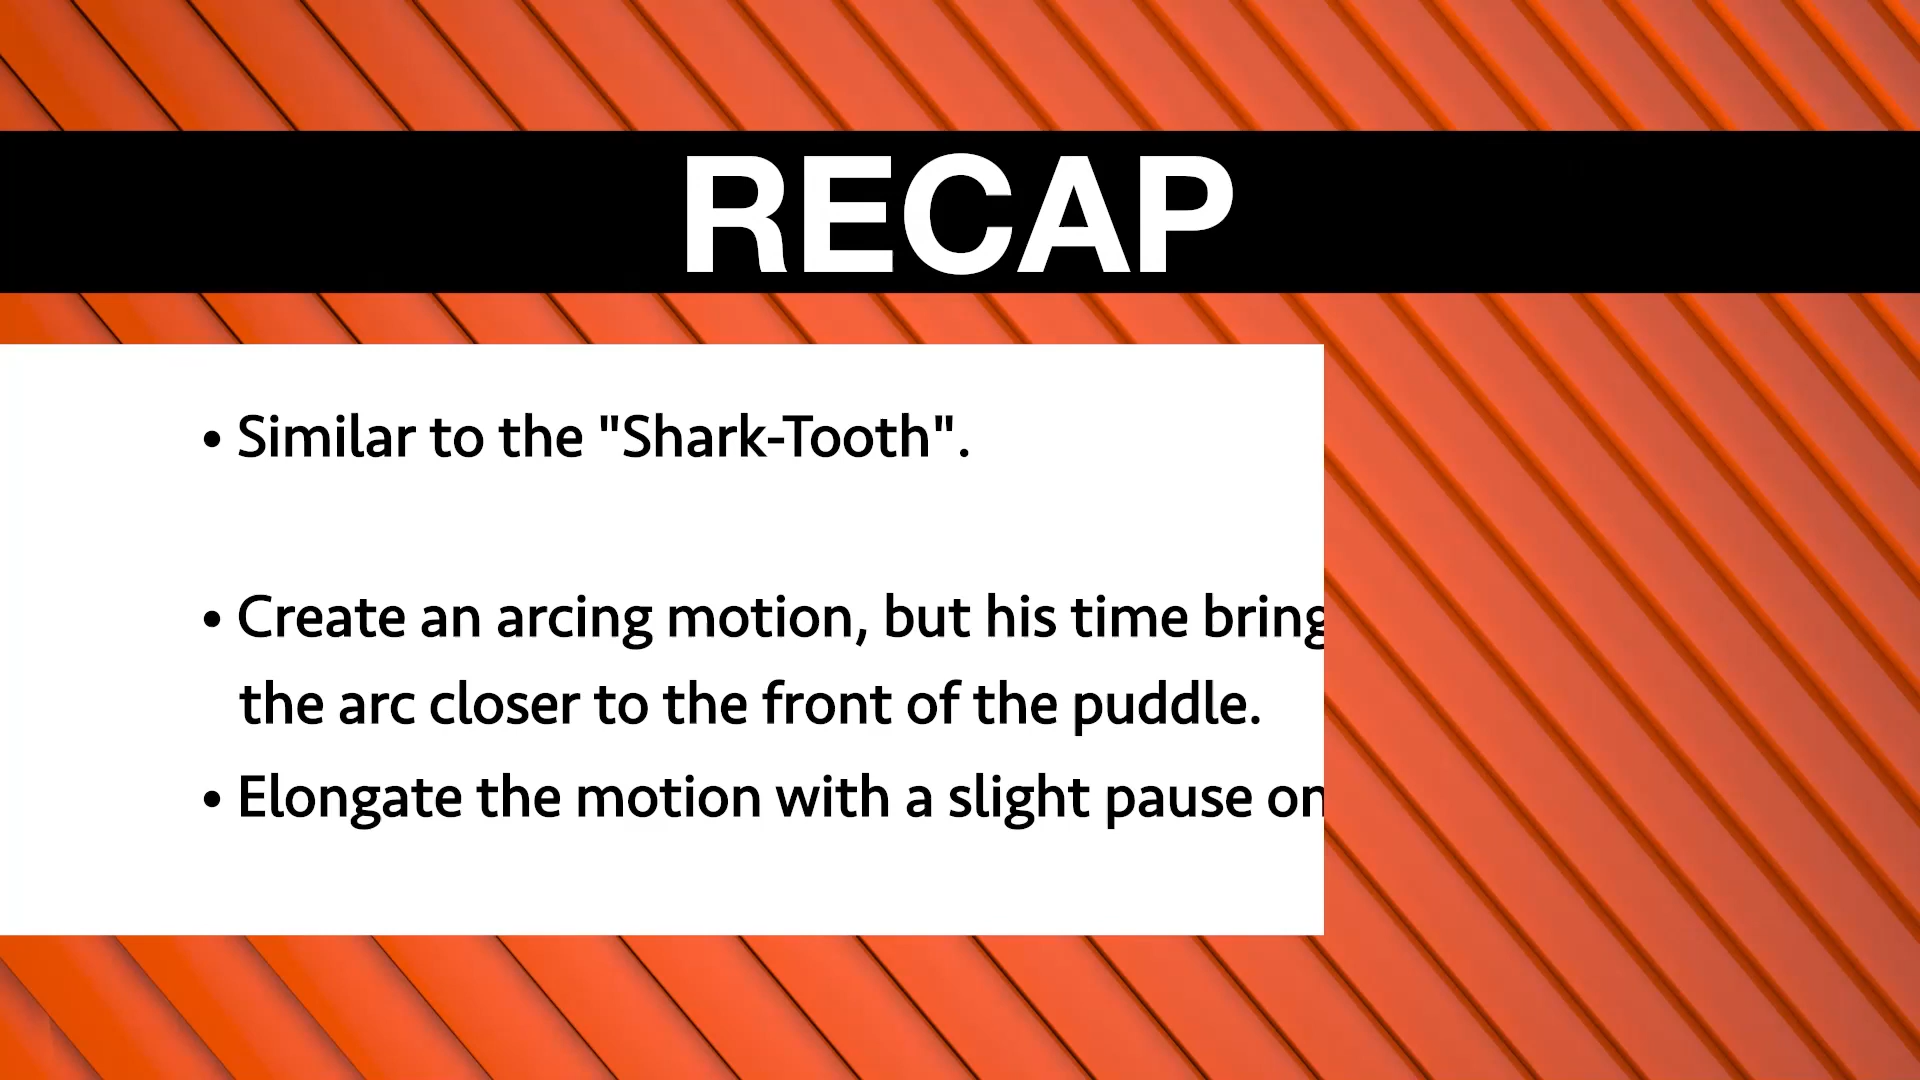 RECAP
• Similar to the "Shark-Tooth".
• Create an arcing motion, but his time bring
the arc closer to the front of the puddle.
• Elongate the motion with a slight pause on